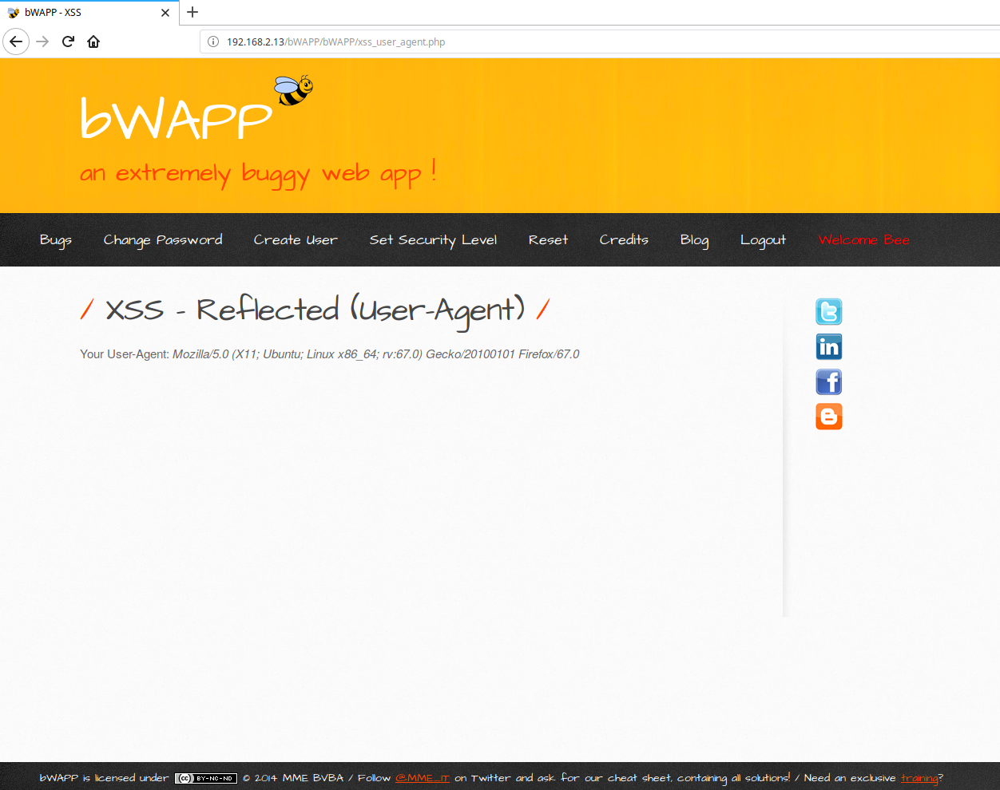 bWAPP - XSS
192.168.2.13/bWAPP/bWAPP/xss_user_agent.php
bWAPP
an extremely buggy web app !
Bugs Change Password Create User Set Security Level Reset Credits Blog Logout Welcome Bee
/ XSS - Reflected (User-Agent) /
Your User-Agent: Mozilla/5.0 (X11; Ubuntu; Linux x86_64; rv:67.0) Gecko/20100101 Firefox/67.0
t
in
f
B
bWAPP is licensed under (cc) BY-NC-ND © 2014 MME BVBA / Follow @MME_IT on Twitter and ask for our cheat sheet, containing all solutions! / Need an exclusive training?